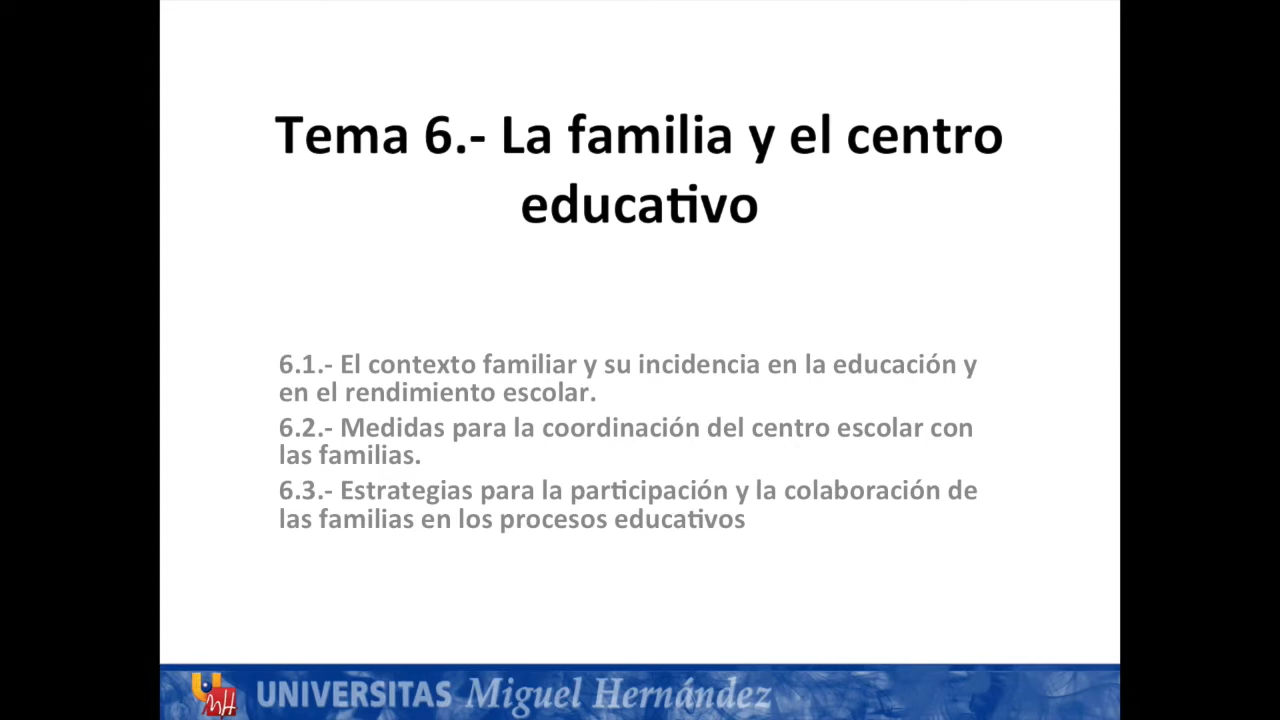 Tema 6.- La familia y el centro
educativo
6.1.- El contexto familiar y su incidencia en la educación y
en el rendimiento escolar.
6.2.- Medidas para la coordinación del centro escolar con
las familias.
6.3.- Estrategias para la participación y la colaboración de
las familias en los procesos educativos
UMH UNIVERSITAS Miguel Hernández